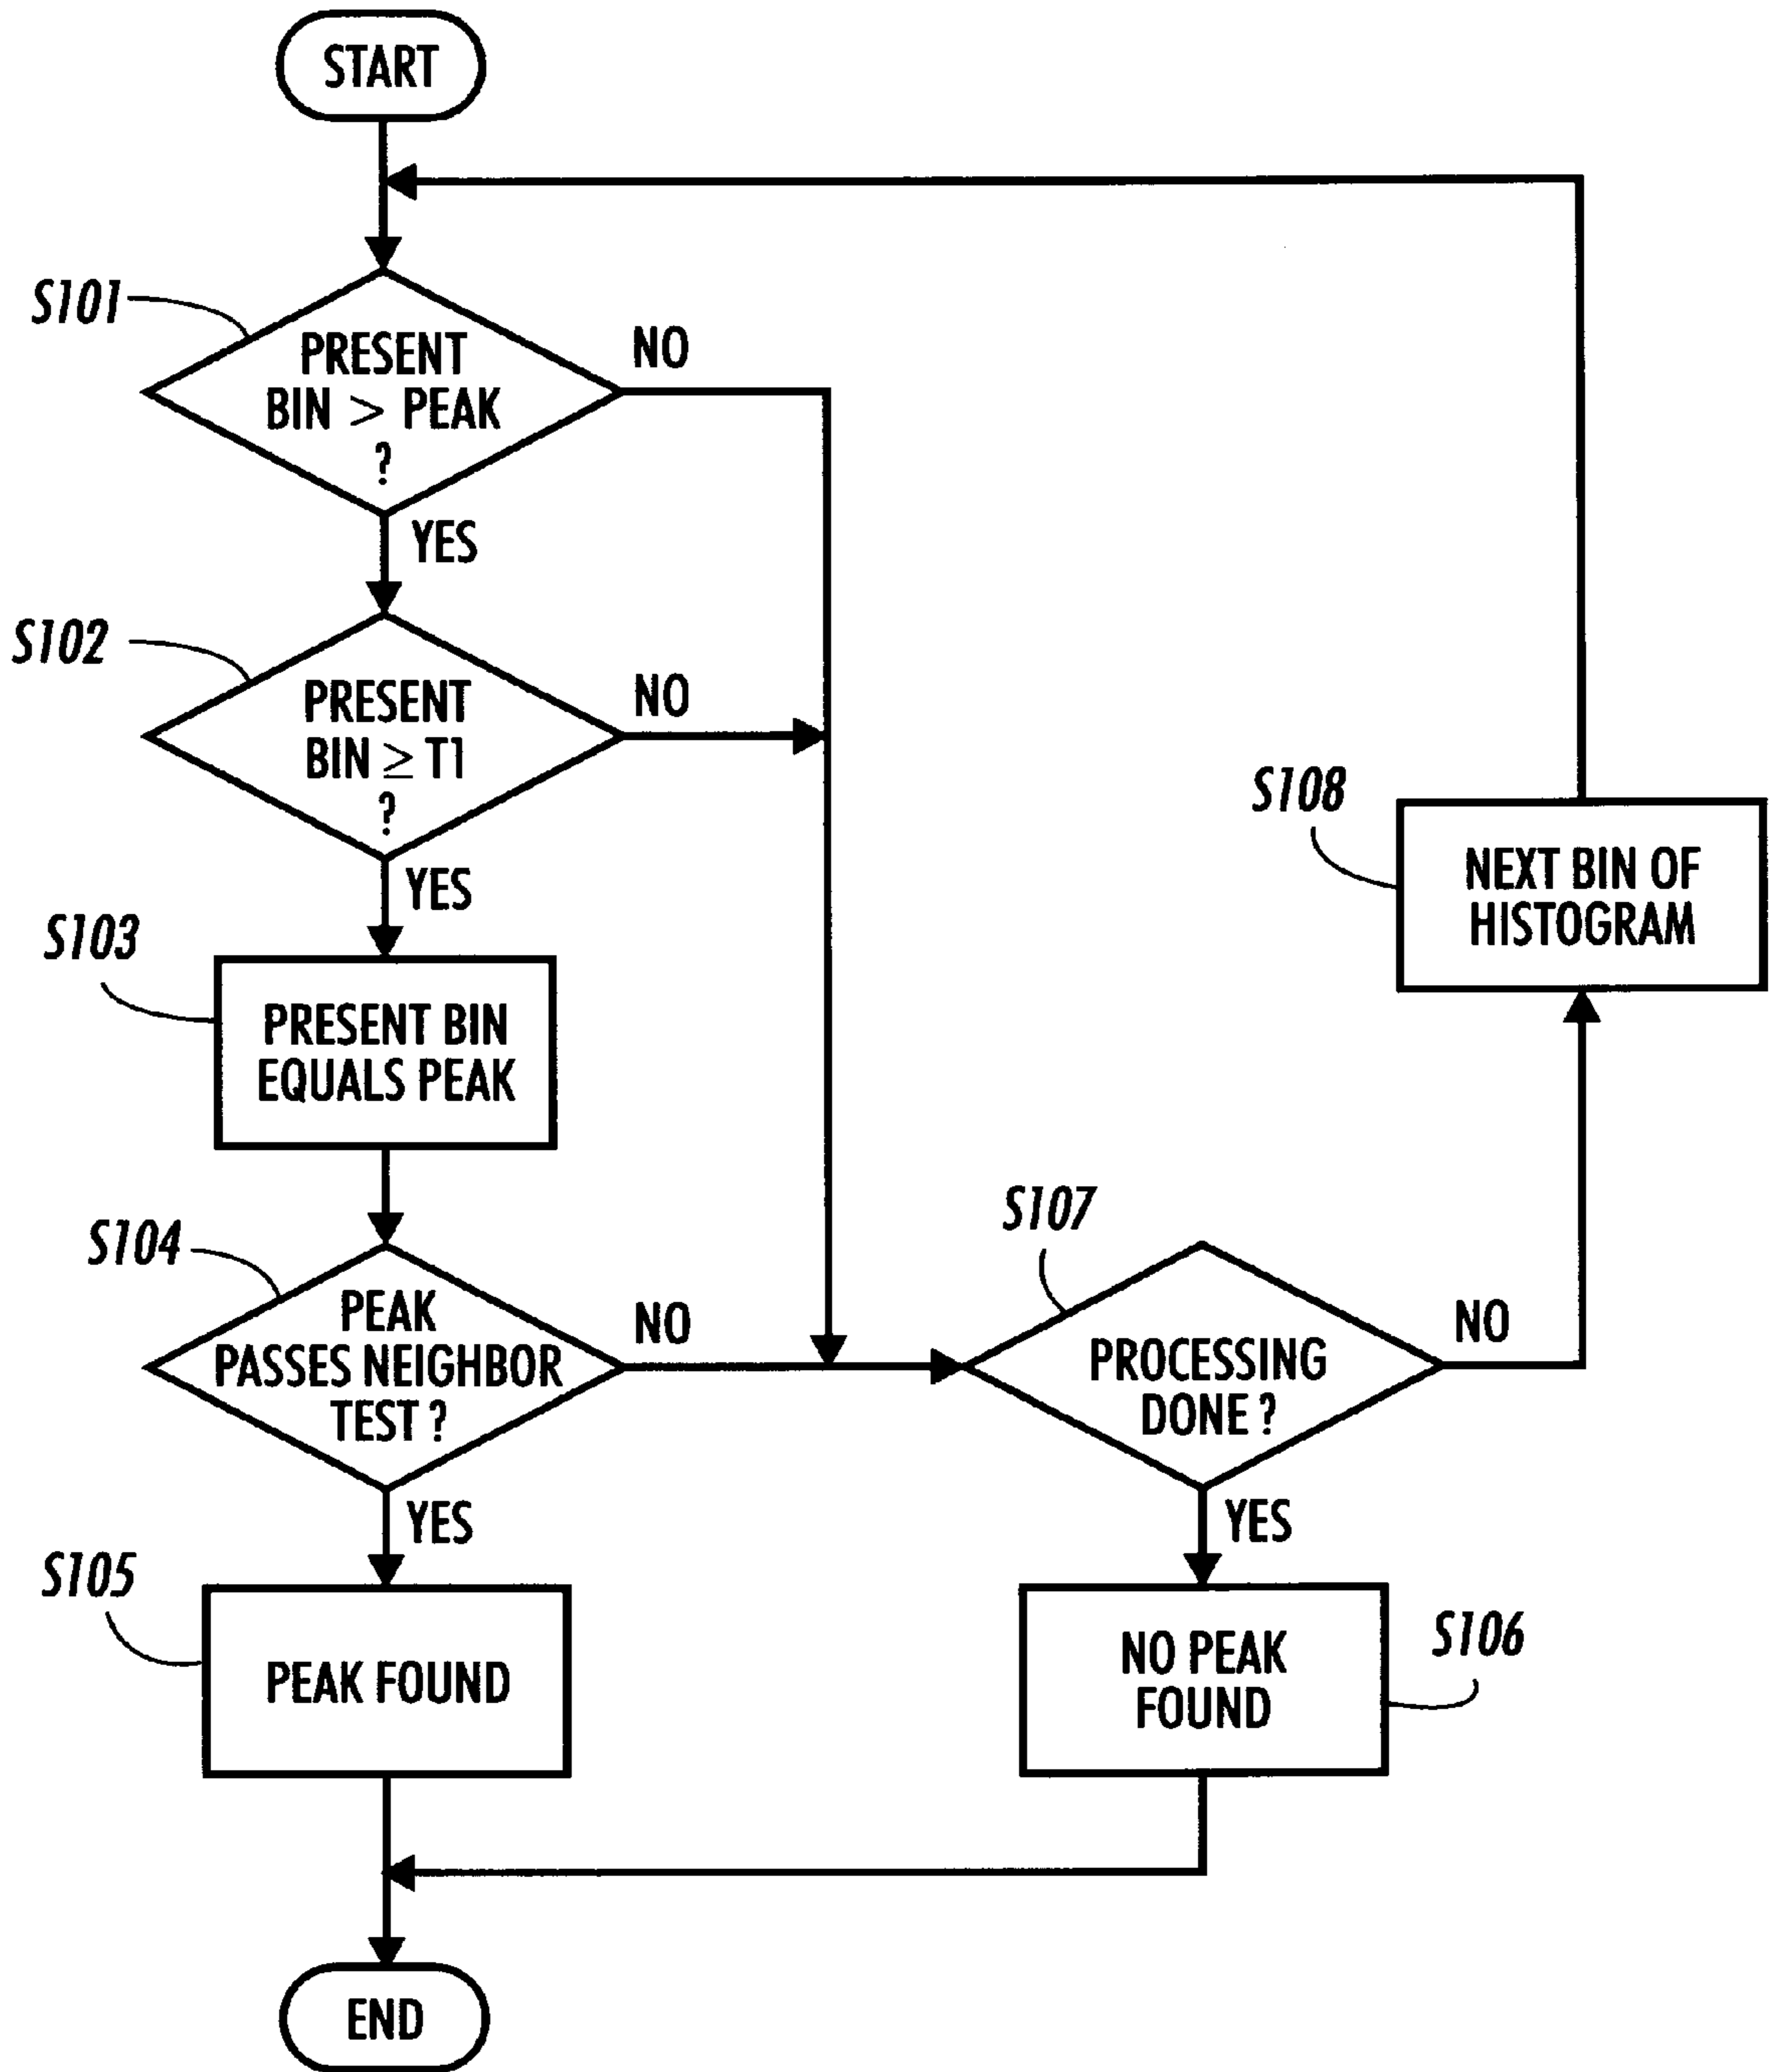 START
S101
PRESENT
BIN > PEAK
?
NO
YES
S102
PRESENT
BIN ≥ T1
?
NO
YES
S103
PRESENT BIN
EQUALS PEAK
S104
PEAK
PASSES NEIGHBOR
TEST ?
NO
YES
S105
PEAK FOUND
S107
PROCESSING
DONE ?
NO
YES
S106
NO PEAK
FOUND
S108
NEXT BIN OF
HISTOGRAM
END